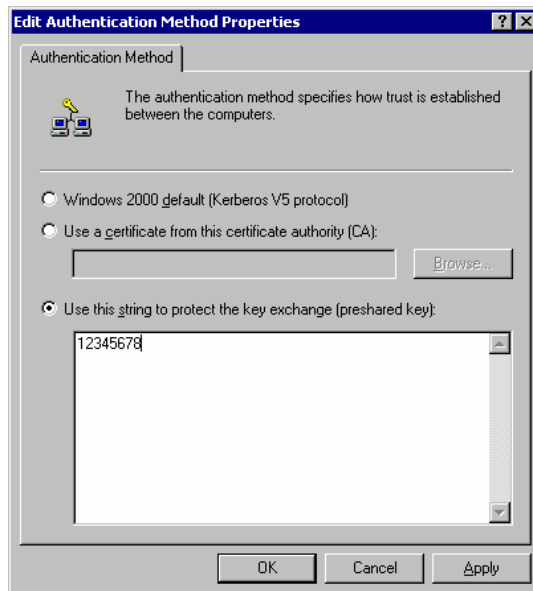 Edit Authentication Method Properties
Authentication Method
The authentication method specifies how trust is established
between the computers.
Windows 2000 default (Kerberos V5 protocol)
Use a certificate from this certificate authority (CA):
Browse...
Use this string to protect the key exchange (preshared key):
12345678
OK Cancel Apply